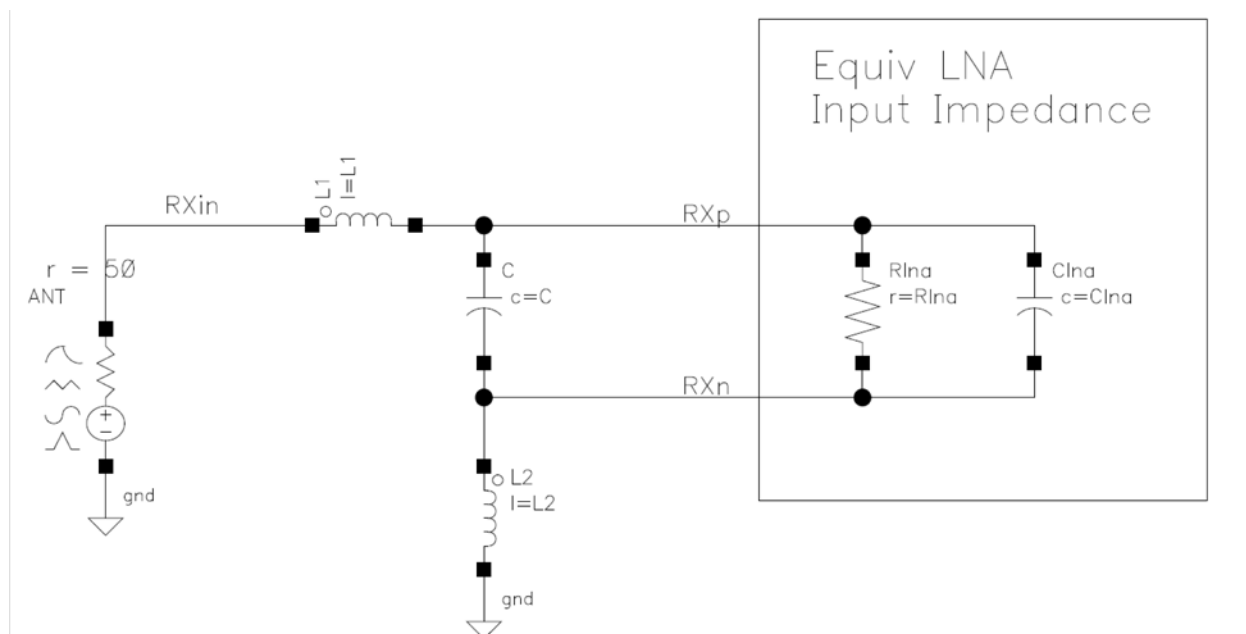 Equiv LNA
Input Impedance
L1
l=L1
RXin
RXp
r = 50
ANT
C
c=C
Rlna
r=Rlna
Clna
c=Clna
RXn
+
-
gnd
L2
l=L2
gnd